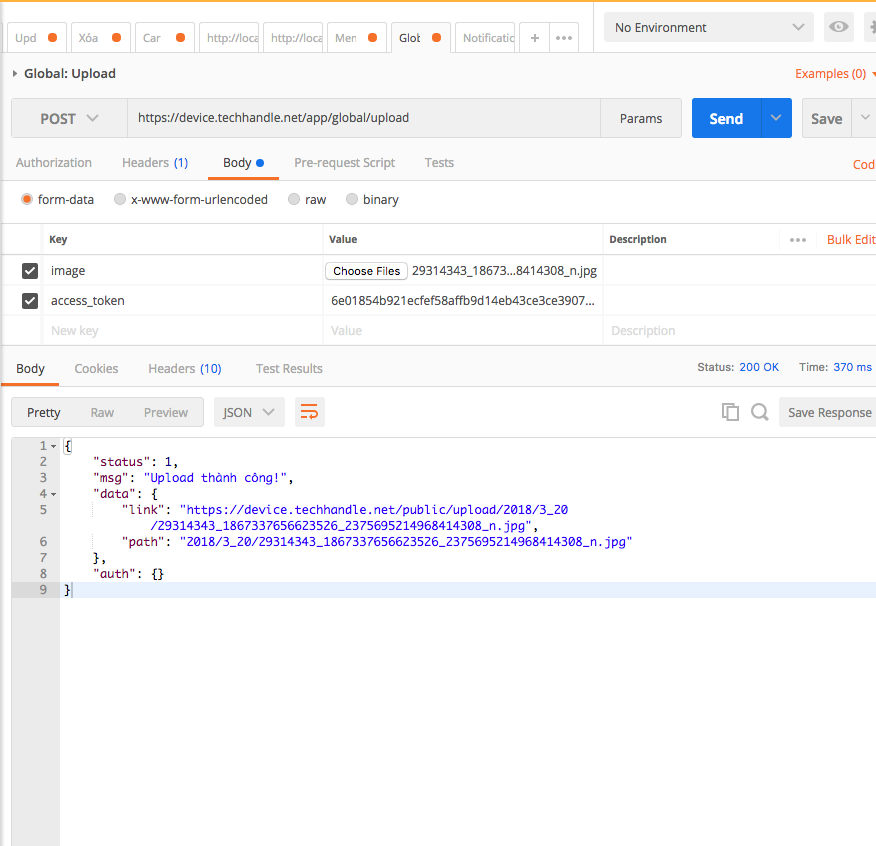 Upd Xóa Car http://loca http://loca Mer Glob Notificatic + •••
No Environment
Global: Upload
Examples (0)
POST https://device.techhandle.net/app/global/upload Params Send Save
Authorization Headers (1) Body Pre-request Script Tests Cod
form-data x-www-form-urlencoded raw binary
Key Value Description ••• Bulk Edit
image Choose Files 29314343_18673...8414308_n.jpg
access_token 6e01854b921ecfef58affb9d14eb43ce3ce3907...
New key Value Description
Body Cookies Headers (10) Test Results Status: 200 OK Time: 370 ms
Pretty Raw Preview JSON Save Response
1 {
2 "status": 1,
3 "msg": "Upload thành công!",
4 "data": {
5 "link": "https://device.techhandle.net/public/upload/2018/3_20
/29314343_1867337656623526_2375695214968414308_n.jpg",
6 "path": "2018/3_20/29314343_1867337656623526_2375695214968414308_n.jpg"
7 },
8 "auth": {}
9 }